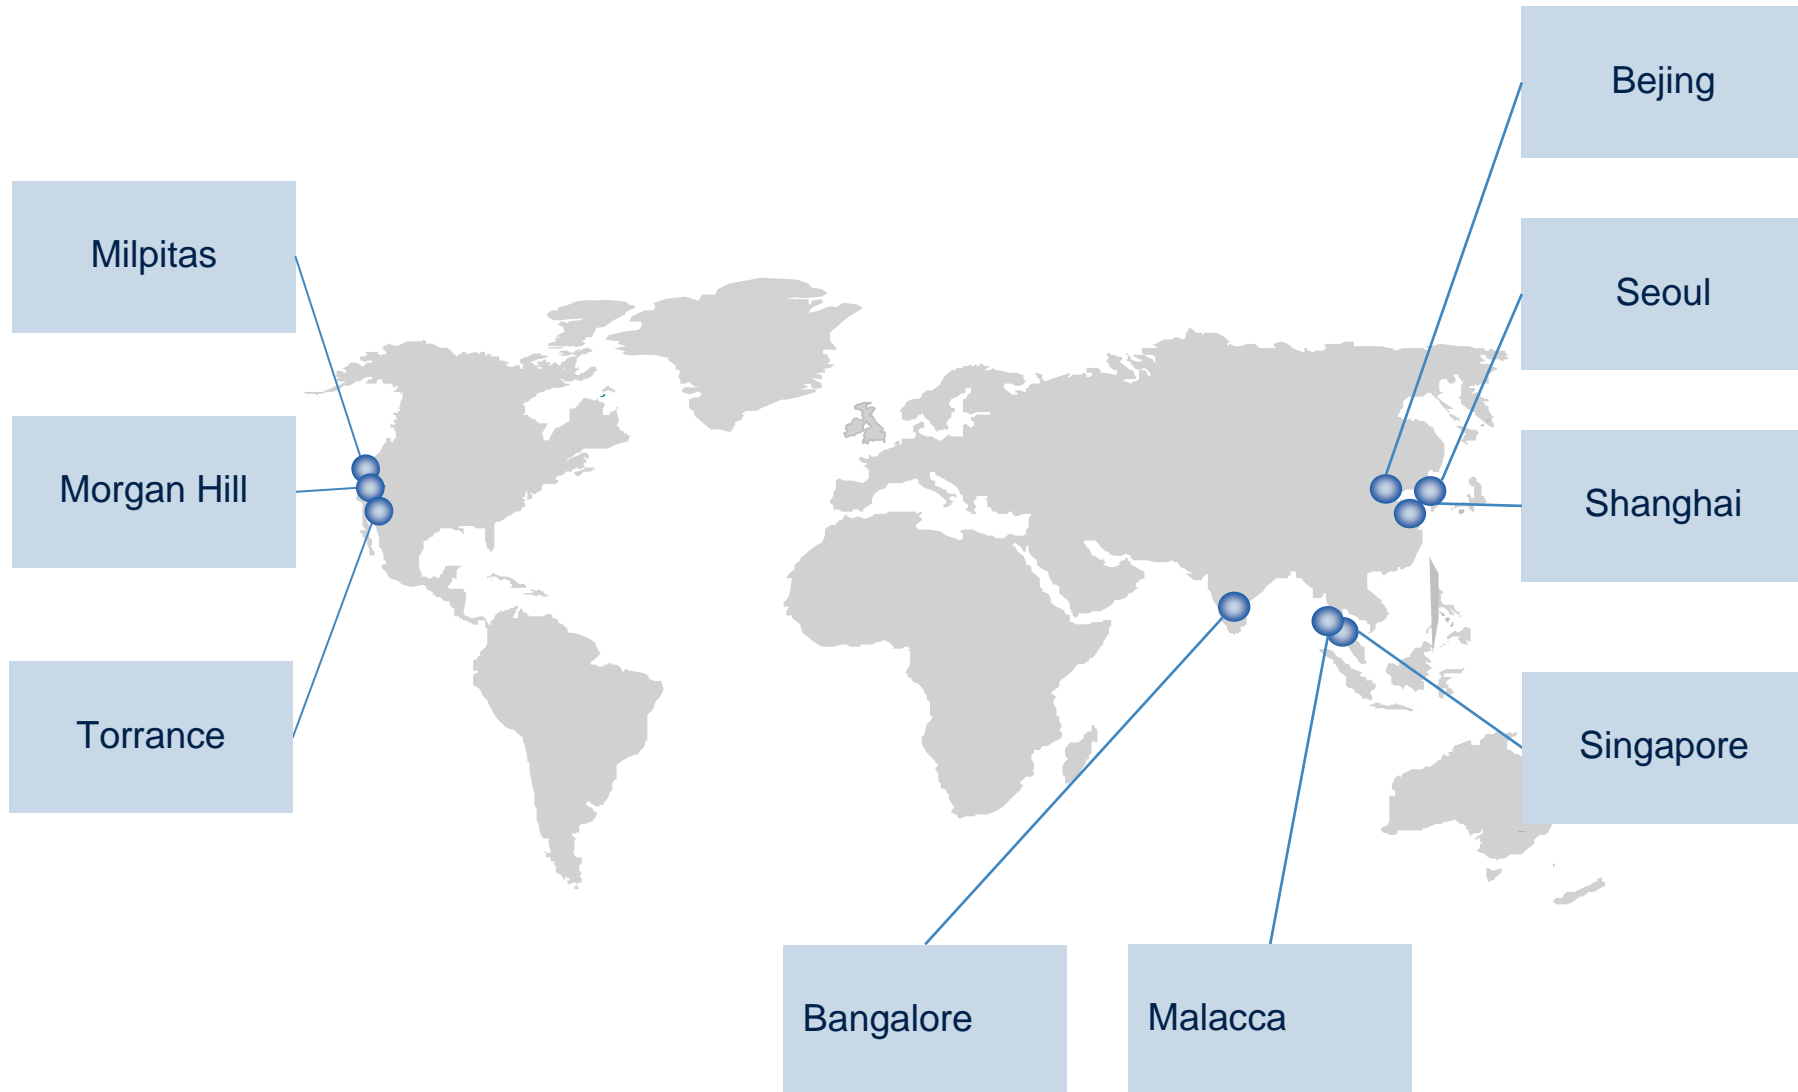 Bejing
Milpitas
Seoul
Morgan Hill
Shanghai
Torrance
Singapore
Bangalore
Malacca